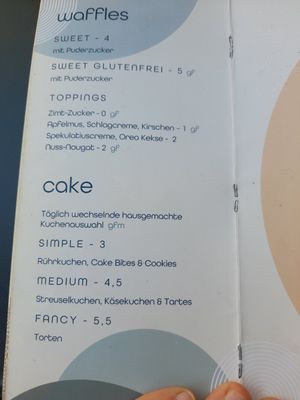 waffles
SWEET - 4
mit Puderzucker
SWEET GLUTENFREI - 5 gf
mit Puderzucker
TOPPINGS
Zimt-Zucker - 0 gf
Apfelmus, Schlagcreme, Kirschen - 1 gf
Spekulatiuscreme, Oreo Kekse - 2
Nuss-Nougat - 2 gf
cake
Täglich wechselnde hausgemachte
Kuchenauswahl gfm
SIMPLE - 3
Rührkuchen, Cake Bites & Cookies
MEDIUM - 4,5
Streuselkuchen, Käsekuchen & Tartes
FANCY - 5,5
Torten